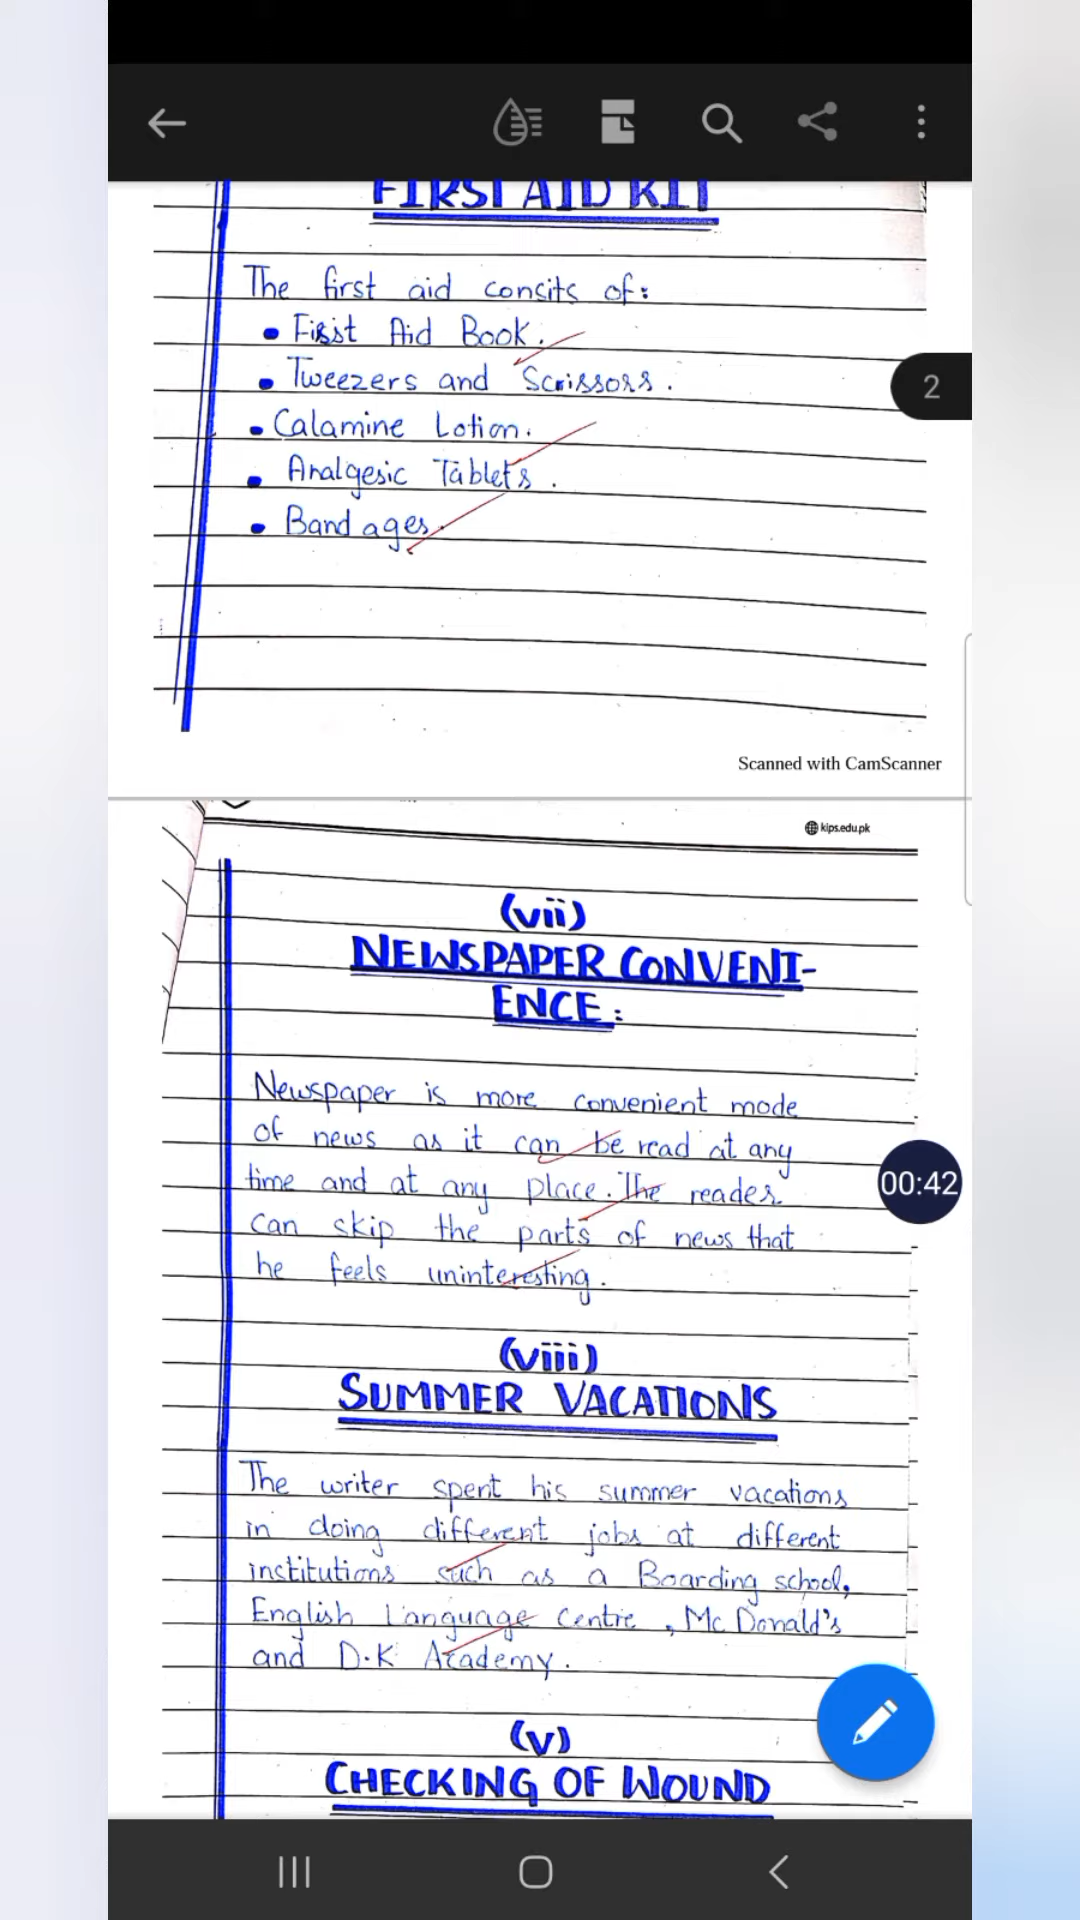 FIRST AID KIT
The first aid consits of:
• First Aid Book.
• Tweezers and Scrissors.
2
• Calamine Lotion.
• Analgesic Tablets.
• Bandages.
Scanned with CamScanner
kips.edu.pk
(vii)
NEWSPAPER CONVENI-
ENCE:
Newspaper is more convenient mode
of news as it can be read at any
time and at any place. The reader
00:42
can skip the parts of news that
he feels uninteresting.
(viii)
SUMMER VACATIONS
The writer spent his summer vacations
in doing different jobs at different
institutions such as a Boarding school,
English Language Centre, Mc Donald's
and D.K Academy.
(v)
CHECKING OF WOUND